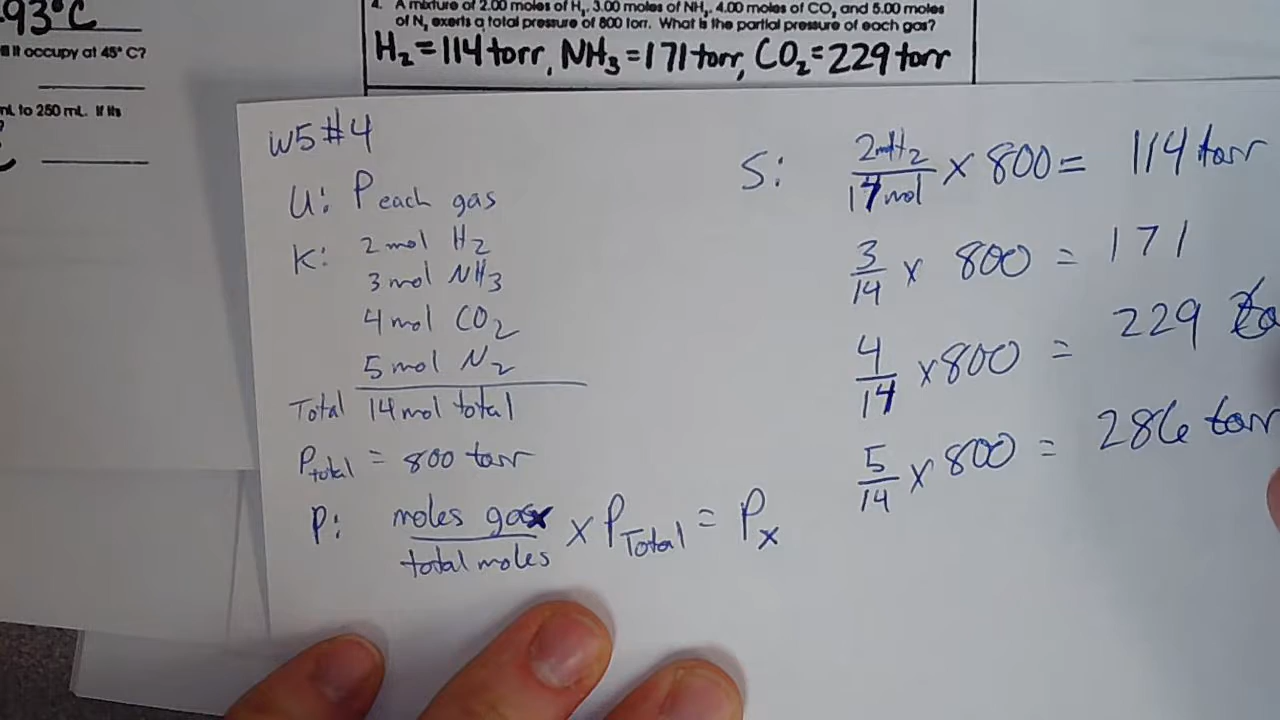 93°C
ll it occupy at 45° C?
mL to 250 mL. If its
?
4. A mixture of 2.00 moles of H2, 3.00 moles of NH3, 4.00 moles of CO2 and 5.00 moles
of N2 exerts a total pressure of 800 torr. What is the partial pressure of each gas?
H2=114 torr, NH3=171 torr, CO2=229 torr
W5#4
U: P each gas
K: 2 mol H2
3 mol NH3
4 mol CO2
5 mol N2
Total 14 mol total
Ptotal = 800 torr
P: moles gas x / total moles x PTotal = Px
S: 2 mol H2 / 14 mol x 800 = 114 torr
3/14 x 800 = 171
4/14 x 800 = 229
5/14 x 800 = 286 torr